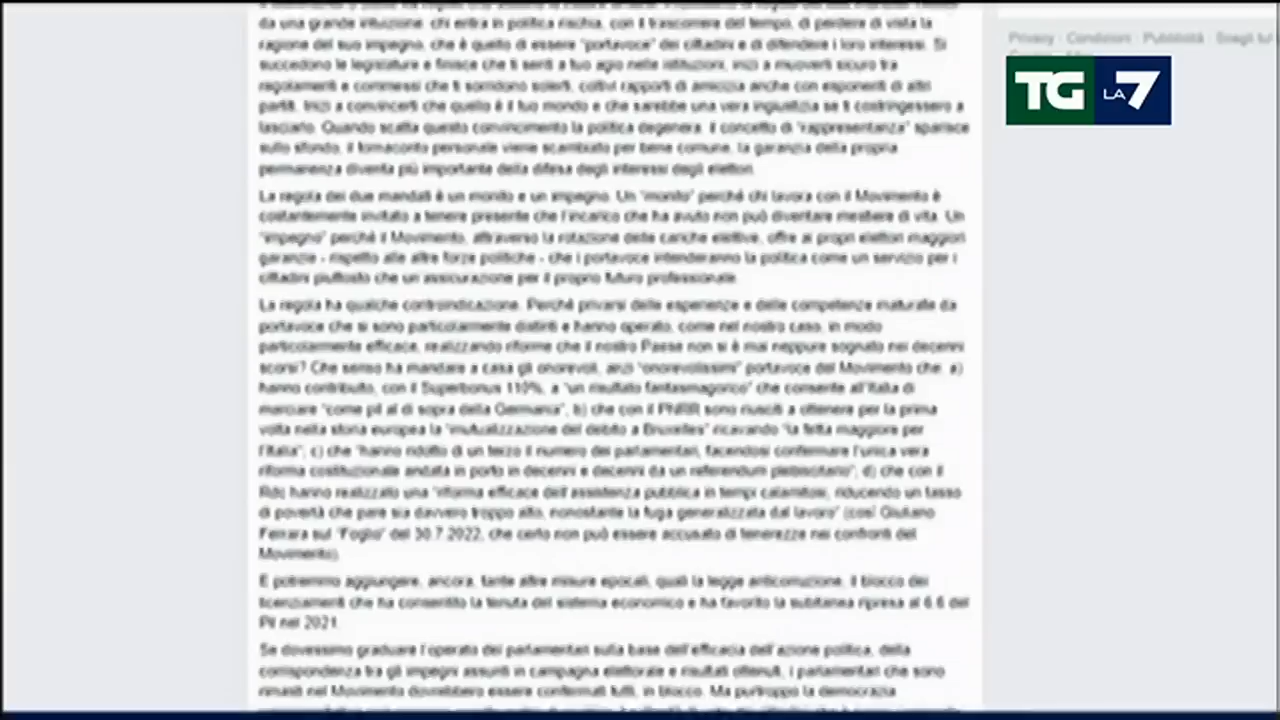 da una grande intuizione: chi entra in politica rischia, con il trascorrere del tempo, di perdere di vista la
ragione del suo impegno, che è quello di essere "portavoce" dei cittadini e di difendere i loro interessi. Si
succedono le legislature e finisce che ti senti a tuo agio nelle istituzioni, inizi a muoverti sicuro tra
regolamenti e commessi che ti sorridono solerti, coltivi rapporti di amicizia anche con esponenti di altri
partiti. Inizi a convincerti che quello è il tuo mondo e che sarebbe una vera ingiustizia se ti costringessero a
lasciarlo. Quando scatta questo convincimento la politica degenera: il concetto di "rappresentanza" sparisce
sullo sfondo, il tornaconto personale viene scambiato per bene comune, la garanzia della propria
permanenza diventa più importante della difesa degli interessi degli elettori.
La regola dei due mandati è un monito e un impegno. Un "monito" perché chi lavora con il Movimento è
costantemente invitato a tenere presente che l'incarico che ha avuto non può diventare mestiere di vita. Un
"impegno" perché il Movimento, attraverso la rotazione delle cariche elettive, offre ai propri elettori maggiori
garanzie - rispetto alle altre forze politiche - che i portavoce intenderanno la politica come un servizio per i
cittadini piuttosto che un assicurazione per il proprio futuro professionale.
La regola ha qualche controindicazione. Perché privarsi delle esperienze e delle competenze maturate da
portavoce che si sono particolarmente distinti e hanno operato, come nel nostro caso, in modo
particolarmente efficace, realizzando riforme che il nostro Paese non si è mai neppure sognato nei decenni
scorsi? Che senso ha mandare a casa gli onorevoli, anzi "onorevolissimi" portavoce del Movimento che: a)
hanno contribuito, con il Superbonus 110%, a "un risultato fantasmagorico" che consente all'Italia di
marciare "come pil al di sopra della Germania", b) che con il PNRR sono riusciti a ottenere per la prima
volta nella storia europea la "mutualizzazione del debito a Bruxelles" ricavando "la fetta maggiore per
l'Italia", c) che "hanno ridotto di un terzo il numero dei parlamentari, facendosi confermare l'unica vera
riforma costituzionale andata in porto in decenni e decenni da un referendum plebiscitario", d) che con il
Rdc hanno realizzato una "riforma efficace dell'assistenza pubblica in tempi calamitosi, riducendo un tasso
di povertà che pare sia davvero troppo alto, nonostante la fuga generalizzata dal lavoro" (così Giuliano
Ferrara sul "Foglio" del 30.7.2022, che certo non può essere accusato di tenerezze nei confronti del
Movimento).
E potremmo aggiungere, ancora, tante altre misure epocali, quali la legge anticorruzione, il blocco dei
licenziamenti che ha consentito la tenuta del sistema economico e ha favorito la subitanea ripresa al 6.6 del
Pil nel 2021.
Se dovessimo graduare l'operato dei parlamentari sulla base dell'efficacia dell'azione politica, della
corrispondenza tra gli impegni assunti in campagna elettorale e risultati ottenuti, i parlamentari che sono
rimasti nel Movimento dovrebbero essere confermati tutti, in blocco. Ma purtroppo la democrazia
Privacy · Condizioni · Pubblicità · Scegli tu!
TG LA7